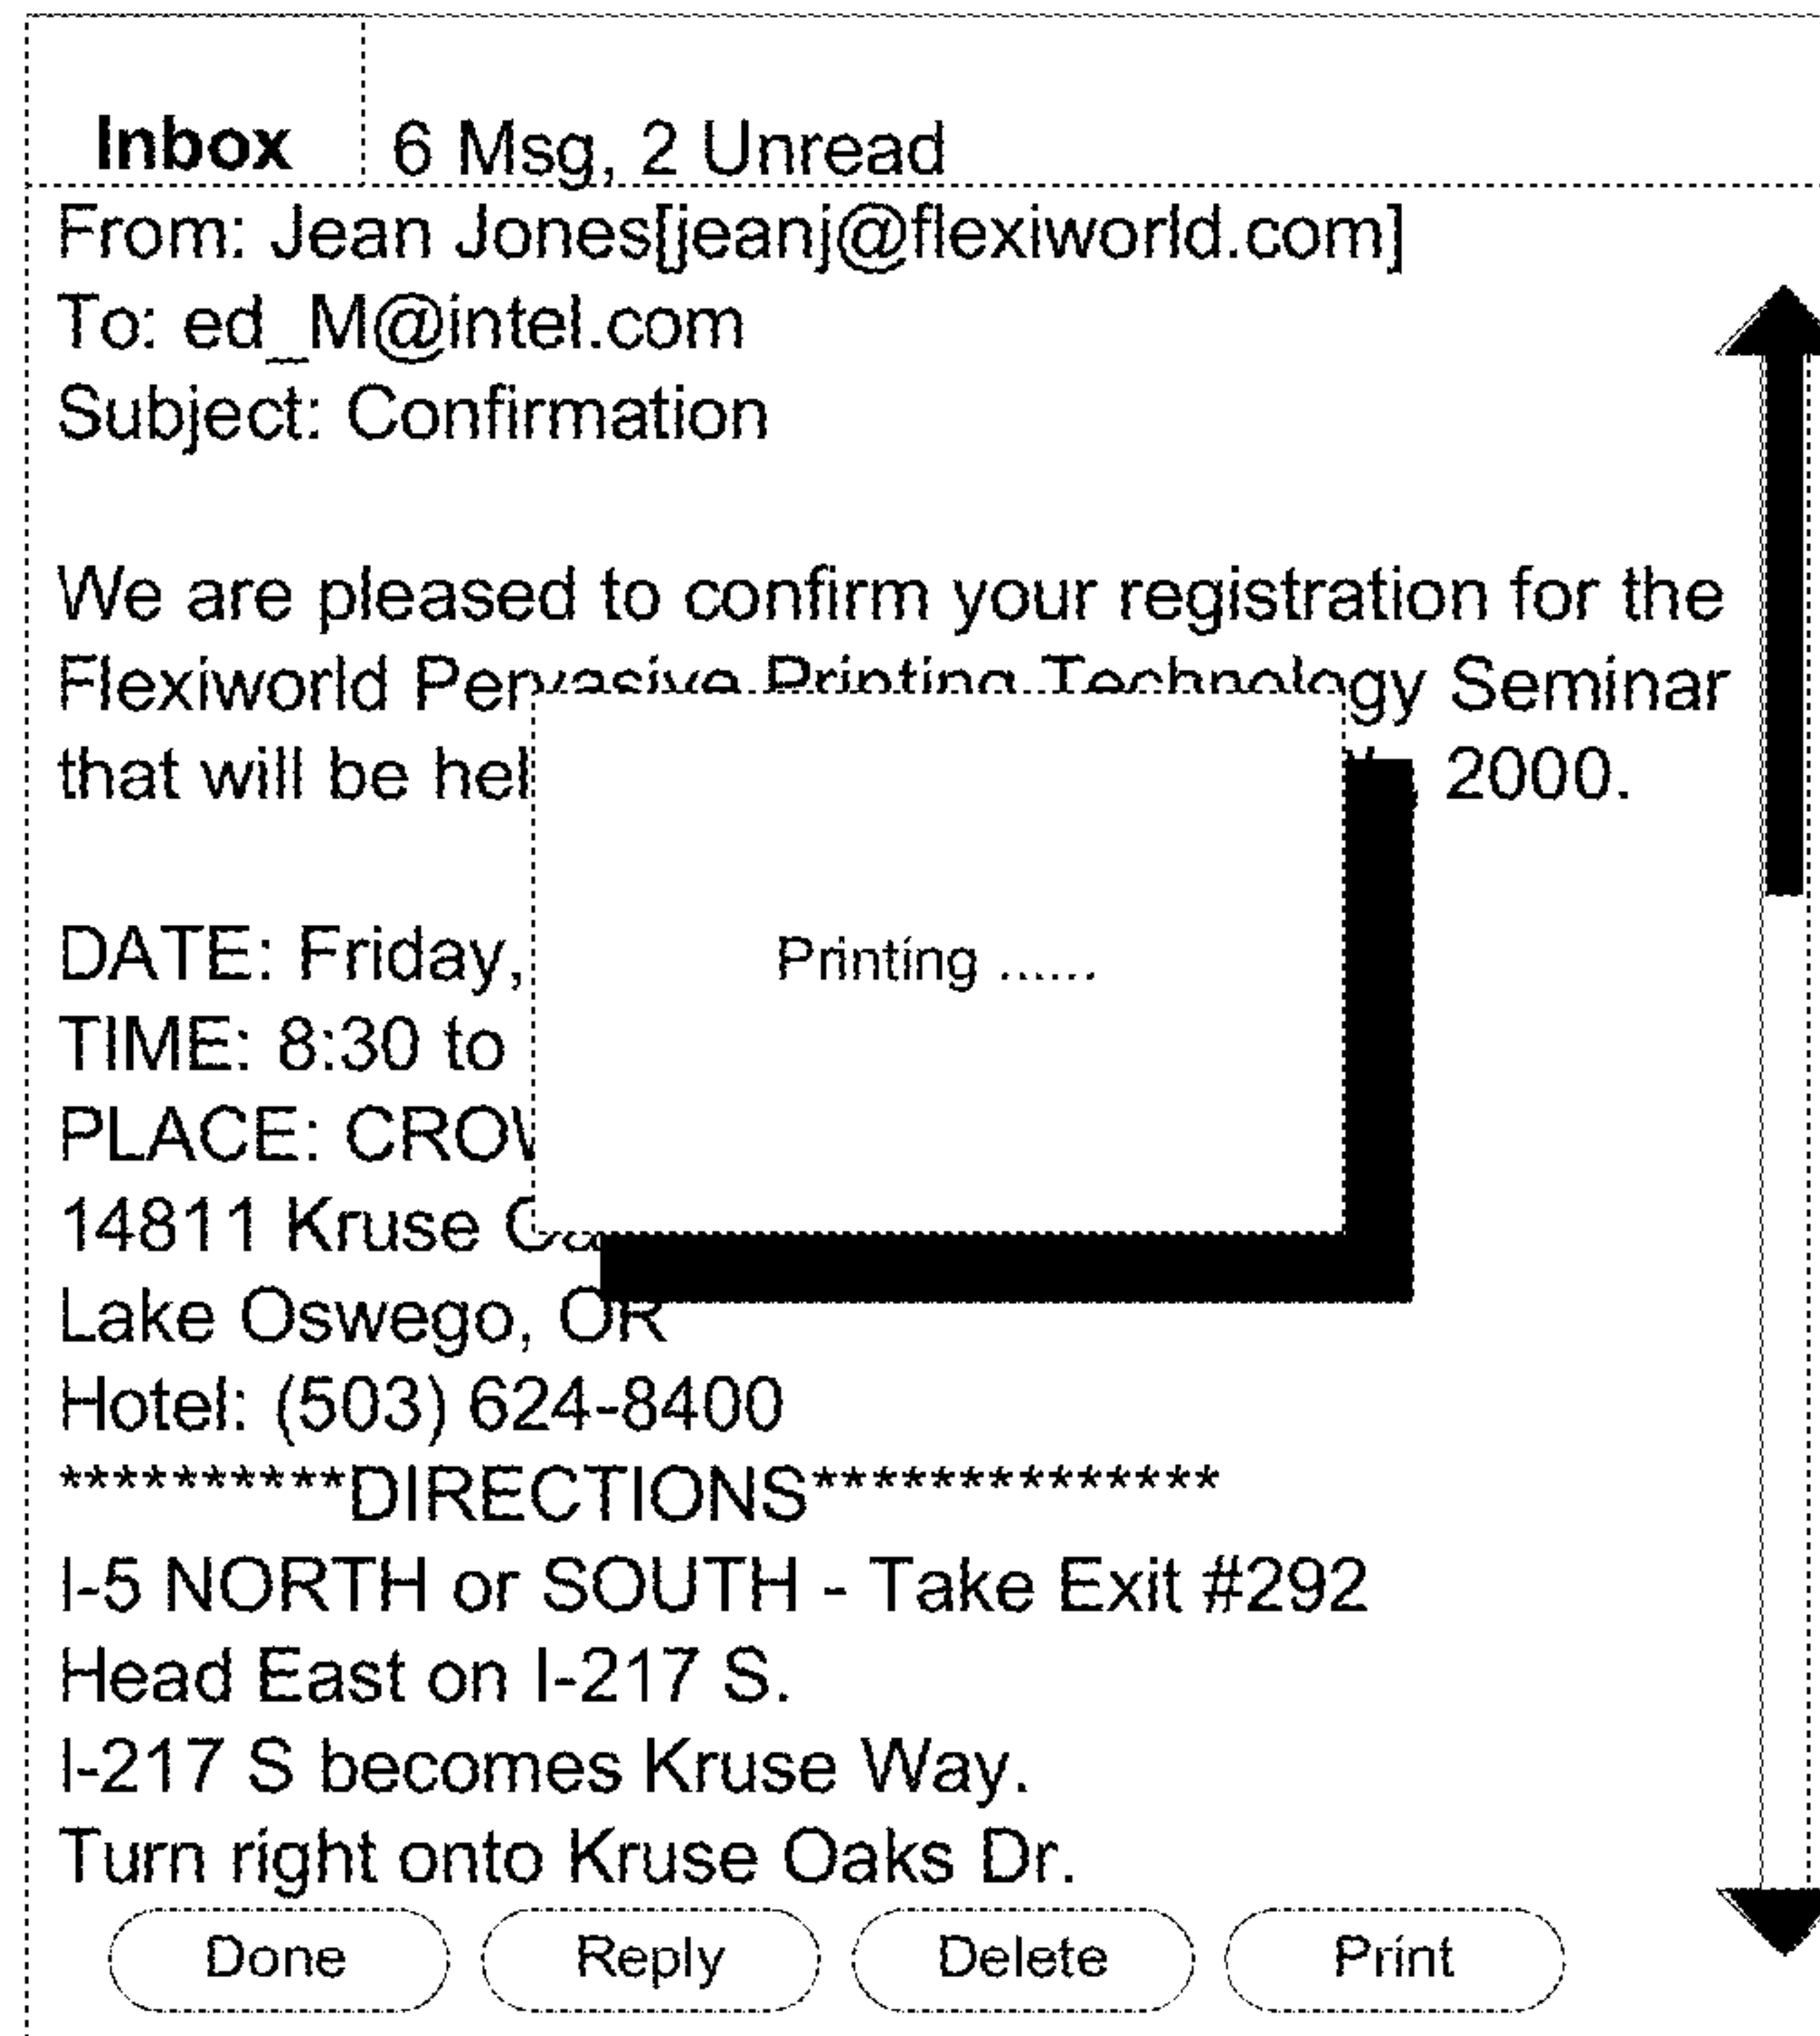 Inbox 6 Msg, 2 Unread
From: Jean Jones[jeanj@flexiworld.com]
To: ed_M@intel.com
Subject: Confirmation
We are pleased to confirm your registration for the
Flexiworld Pervasive Printing Technology Seminar
that will be 2000.
DATE: Friday,
TIME: 8:30 to
PLACE:
14811 Kruse
Lake Oswego, OR
Hotel: (503) 624-8400
**********DIRECTIONS**************
I-5 NORTH or SOUTH - Take Exit #292
Head East on I-217 S.
I-217 S becomes Kruse Way.
Turn right onto Kruse Oaks Dr.
Printing ......
Done Reply Delete Print